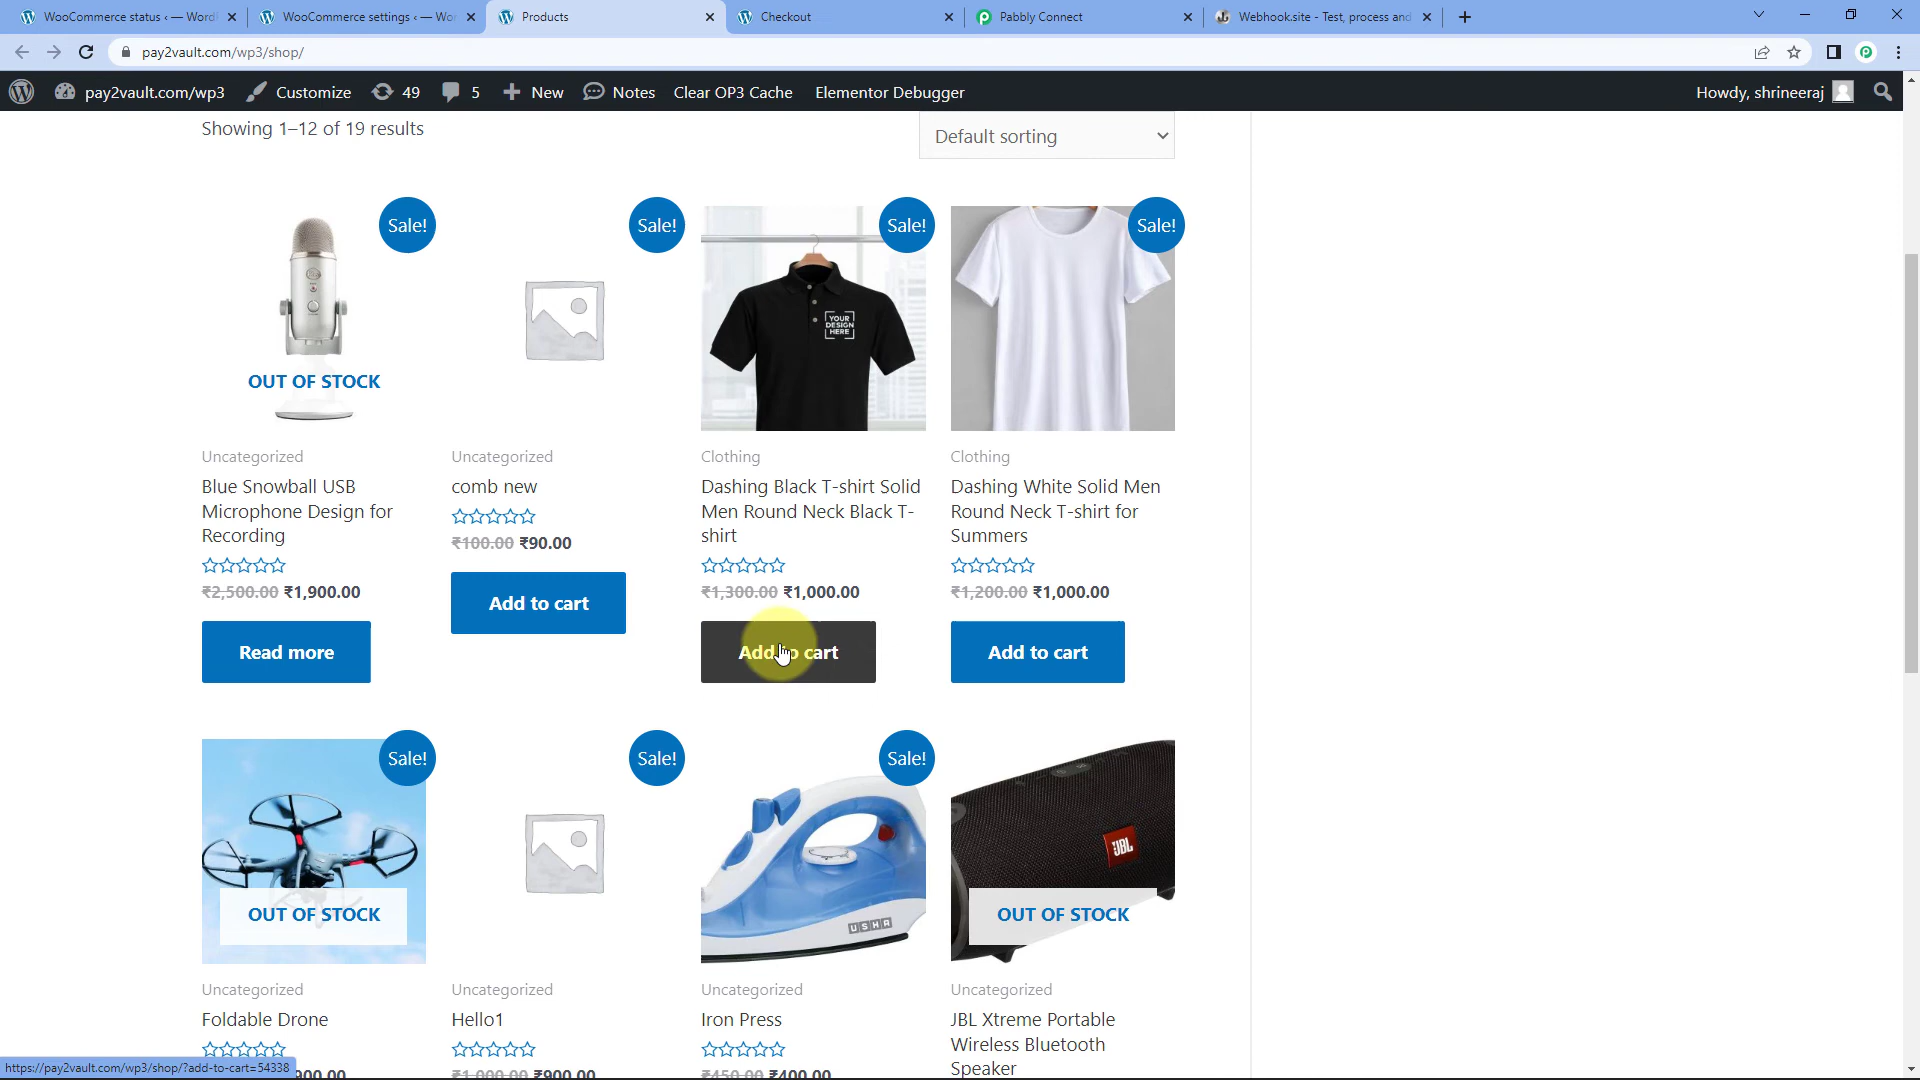 WooCommerce status ‹ — Word
WooCommerce settings ‹ — Wor
Products
Checkout
Pabbly Connect
Webhook.site - Test, process and
pay2vault.com/wp3/shop/
pay2vault.com/wp3
Customize
49
5
New
Notes
Clear OP3 Cache
Elementor Debugger
Howdy, shrineeraj
Showing 1–12 of 19 results
Default sorting
Sale!
Sale!
Sale!
Sale!
YOUR
DESIGN
HERE
OUT OF STOCK
Uncategorized
Blue Snowball USB
Microphone Design for
Recording
₹2,500.00 ₹1,900.00
Read more
Uncategorized
comb new
₹100.00 ₹90.00
Add to cart
Clothing
Dashing Black T-shirt Solid
Men Round Neck Black T-
shirt
₹1,300.00 ₹1,000.00
Add to cart
Clothing
Dashing White Solid Men
Round Neck T-shirt for
Summers
₹1,200.00 ₹1,000.00
Add to cart
Sale!
Sale!
Sale!
OUT OF STOCK
USHA
JBL
OUT OF STOCK
Uncategorized
Foldable Drone
900.00
Uncategorized
Hello1
₹1,000.00 ₹900.00
Uncategorized
Iron Press
₹450.00 ₹400.00
Uncategorized
JBL Xtreme Portable
Wireless Bluetooth
Speaker
https://pay2vault.com/wp3/shop/?add-to-cart=54338